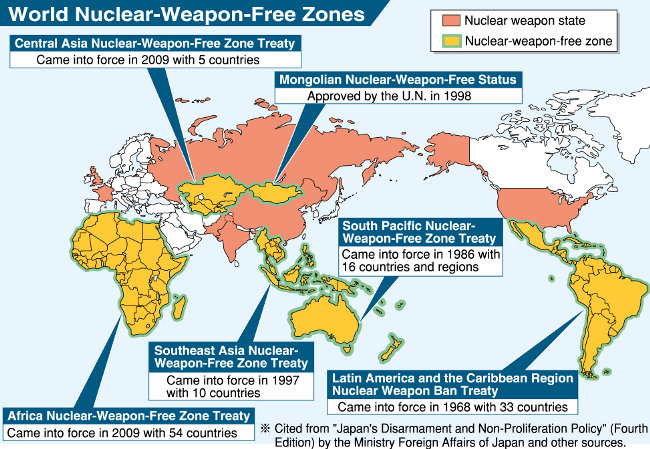 World Nuclear-Weapon-Free Zones
Nuclear weapon state
Nuclear-weapon-free zone
Central Asia Nuclear-Weapon-Free Zone Treaty
Came into force in 2009 with 5 countries
Mongolian Nuclear-Weapon-Free Status
Approved by the U.N. in 1998
South Pacific Nuclear-
Weapon-Free Zone Treaty
Came into force in 1986 with
16 countries and regions
Southeast Asia Nuclear-
Weapon-Free Zone Treaty
Came into force in 1997
with 10 countries
Latin America and the Caribbean Region
Nuclear Weapon Ban Treaty
Came into force in 1968 with 33 countries
Africa Nuclear-Weapon-Free Zone Treaty
Came into force in 2009 with 54 countries
※ Cited from "Japan's Disarmament and Non-Proliferation Policy" (Fourth
Edition) by the Ministry Foreign Affairs of Japan and other sources.